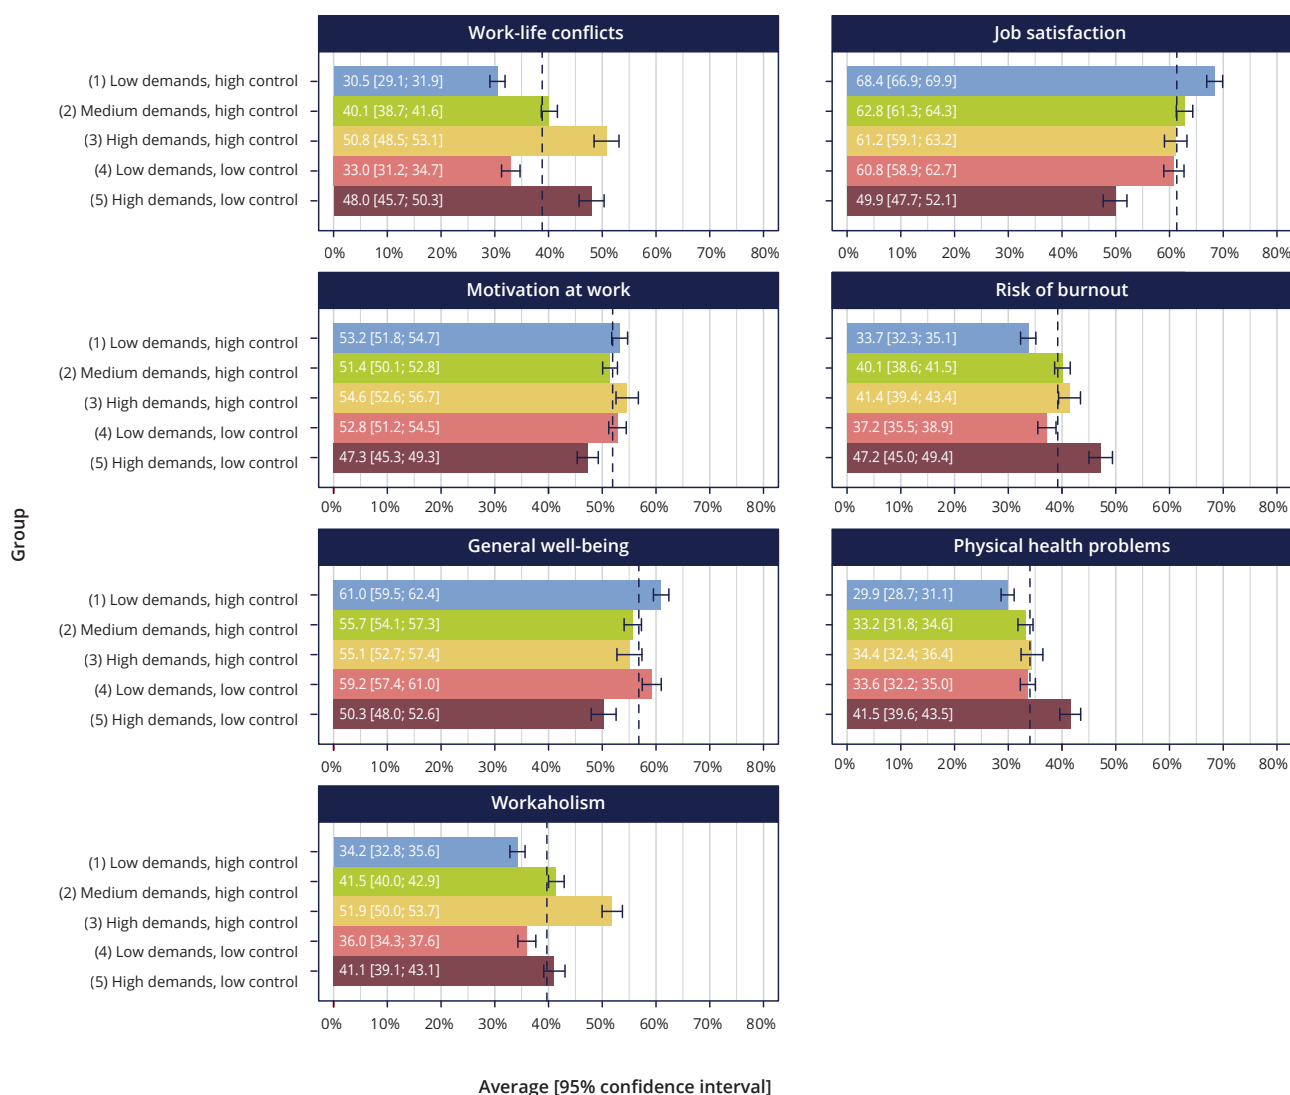 Work-life conflicts
(1) Low demands, high control 30.5 [29.1; 31.9]
(2) Medium demands, high control 40.1 [38.7; 41.6]
(3) High demands, high control 50.8 [48.5; 53.1]
(4) Low demands, low control 33.0 [31.2; 34.7]
(5) High demands, low control 48.0 [45.7; 50.3]
0% 10% 20% 30% 40% 50% 60% 70% 80%
Job satisfaction
68.4 [66.9; 69.9]
62.8 [61.3; 64.3]
61.2 [59.1; 63.2]
60.8 [58.9; 62.7]
49.9 [47.7; 52.1]
0% 10% 20% 30% 40% 50% 60% 70% 80%
Motivation at work
(1) Low demands, high control 53.2 [51.8; 54.7]
(2) Medium demands, high control 51.4 [50.1; 52.8]
(3) High demands, high control 54.6 [52.6; 56.7]
(4) Low demands, low control 52.8 [51.2; 54.5]
(5) High demands, low control 47.3 [45.3; 49.3]
0% 10% 20% 30% 40% 50% 60% 70% 80%
Risk of burnout
33.7 [32.3; 35.1]
40.1 [38.6; 41.5]
41.4 [39.4; 43.4]
37.2 [35.5; 38.9]
47.2 [45.0; 49.4]
0% 10% 20% 30% 40% 50% 60% 70% 80%
Group
General well-being
(1) Low demands, high control 61.0 [59.5; 62.4]
(2) Medium demands, high control 55.7 [54.1; 57.3]
(3) High demands, high control 55.1 [52.7; 57.4]
(4) Low demands, low control 59.2 [57.4; 61.0]
(5) High demands, low control 50.3 [48.0; 52.6]
0% 10% 20% 30% 40% 50% 60% 70% 80%
Physical health problems
29.9 [28.7; 31.1]
33.2 [31.8; 34.6]
34.4 [32.4; 36.4]
33.6 [32.2; 35.0]
41.5 [39.6; 43.5]
0% 10% 20% 30% 40% 50% 60% 70% 80%
Workaholism
(1) Low demands, high control 34.2 [32.8; 35.6]
(2) Medium demands, high control 41.5 [40.0; 42.9]
(3) High demands, high control 51.9 [50.0; 53.7]
(4) Low demands, low control 36.0 [34.3; 37.6]
(5) High demands, low control 41.1 [39.1; 43.1]
0% 10% 20% 30% 40% 50% 60% 70% 80%
Average [95% confidence interval]